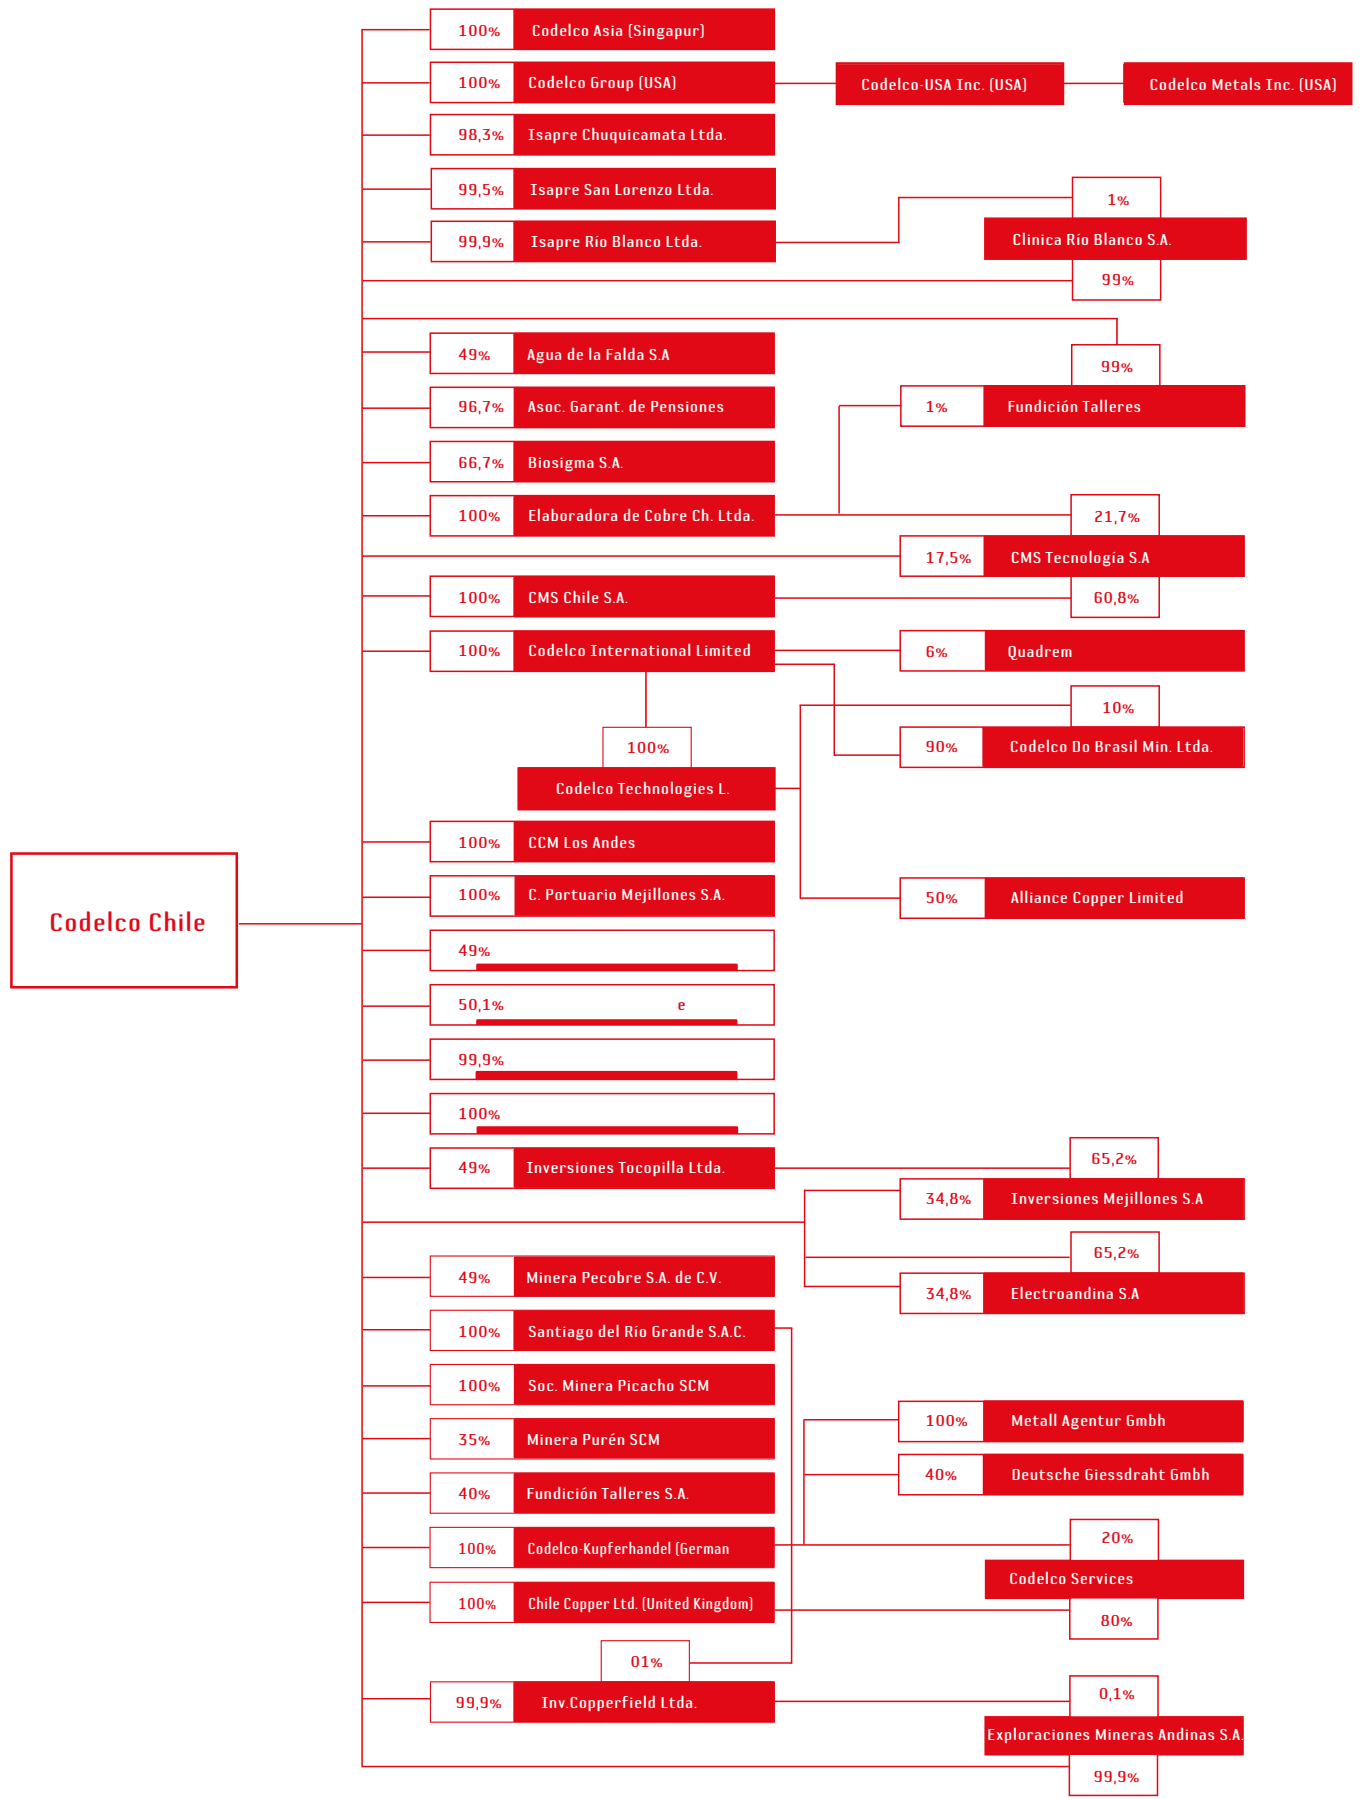 100% Codelco Asia (Singapur)
100% Codelco Group (USA) Codelco-USA Inc. (USA) Codelco Metals Inc. (USA)
98,3% Isapre Chuquicamata Ltda.
99,5% Isapre San Lorenzo Ltda.
1%
99,9% Isapre Río Blanco Ltda. Clinica Río Blanco S.A.
99%
49% Agua de la Falda S.A
99%
96,7% Asoc. Garant. de Pensiones
1% Fundición Talleres
66,7% Biosigma S.A.
100% Elaboradora de Cobre Ch. Ltda.
21,7%
17,5% CMS Tecnología S.A
100% CMS Chile S.A.
60,8%
100% Codelco International Limited
6% Quadrem
10%
100%
90% Codelco Do Brasil Min. Ltda.
Codelco Technologies L.
100% CCM Los Andes
100% C. Portuario Mejillones S.A.
50% Alliance Copper Limited
Codelco Chile
49%
50,1% e
99,9%
100%
49% Inversiones Tocopilla Ltda.
65,2%
34,8% Inversiones Mejillones S.A
65,2%
49% Minera Pecobre S.A. de C.V.
34,8% Electroandina S.A
100% Santiago del Río Grande S.A.C.
100% Soc. Minera Picacho SCM
100% Metall Agentur Gmbh
35% Minera Purén SCM
40% Deutsche Giessdraht Gmbh
40% Fundición Talleres S.A.
20%
100% Codelco-Kupferhandel (German
Codelco Services
100% Chile Copper Ltd. (United Kingdom)
80%
01%
99,9% Inv.Copperfield Ltda.
0,1%
Exploraciones Mineras Andinas S.A.
99,9%